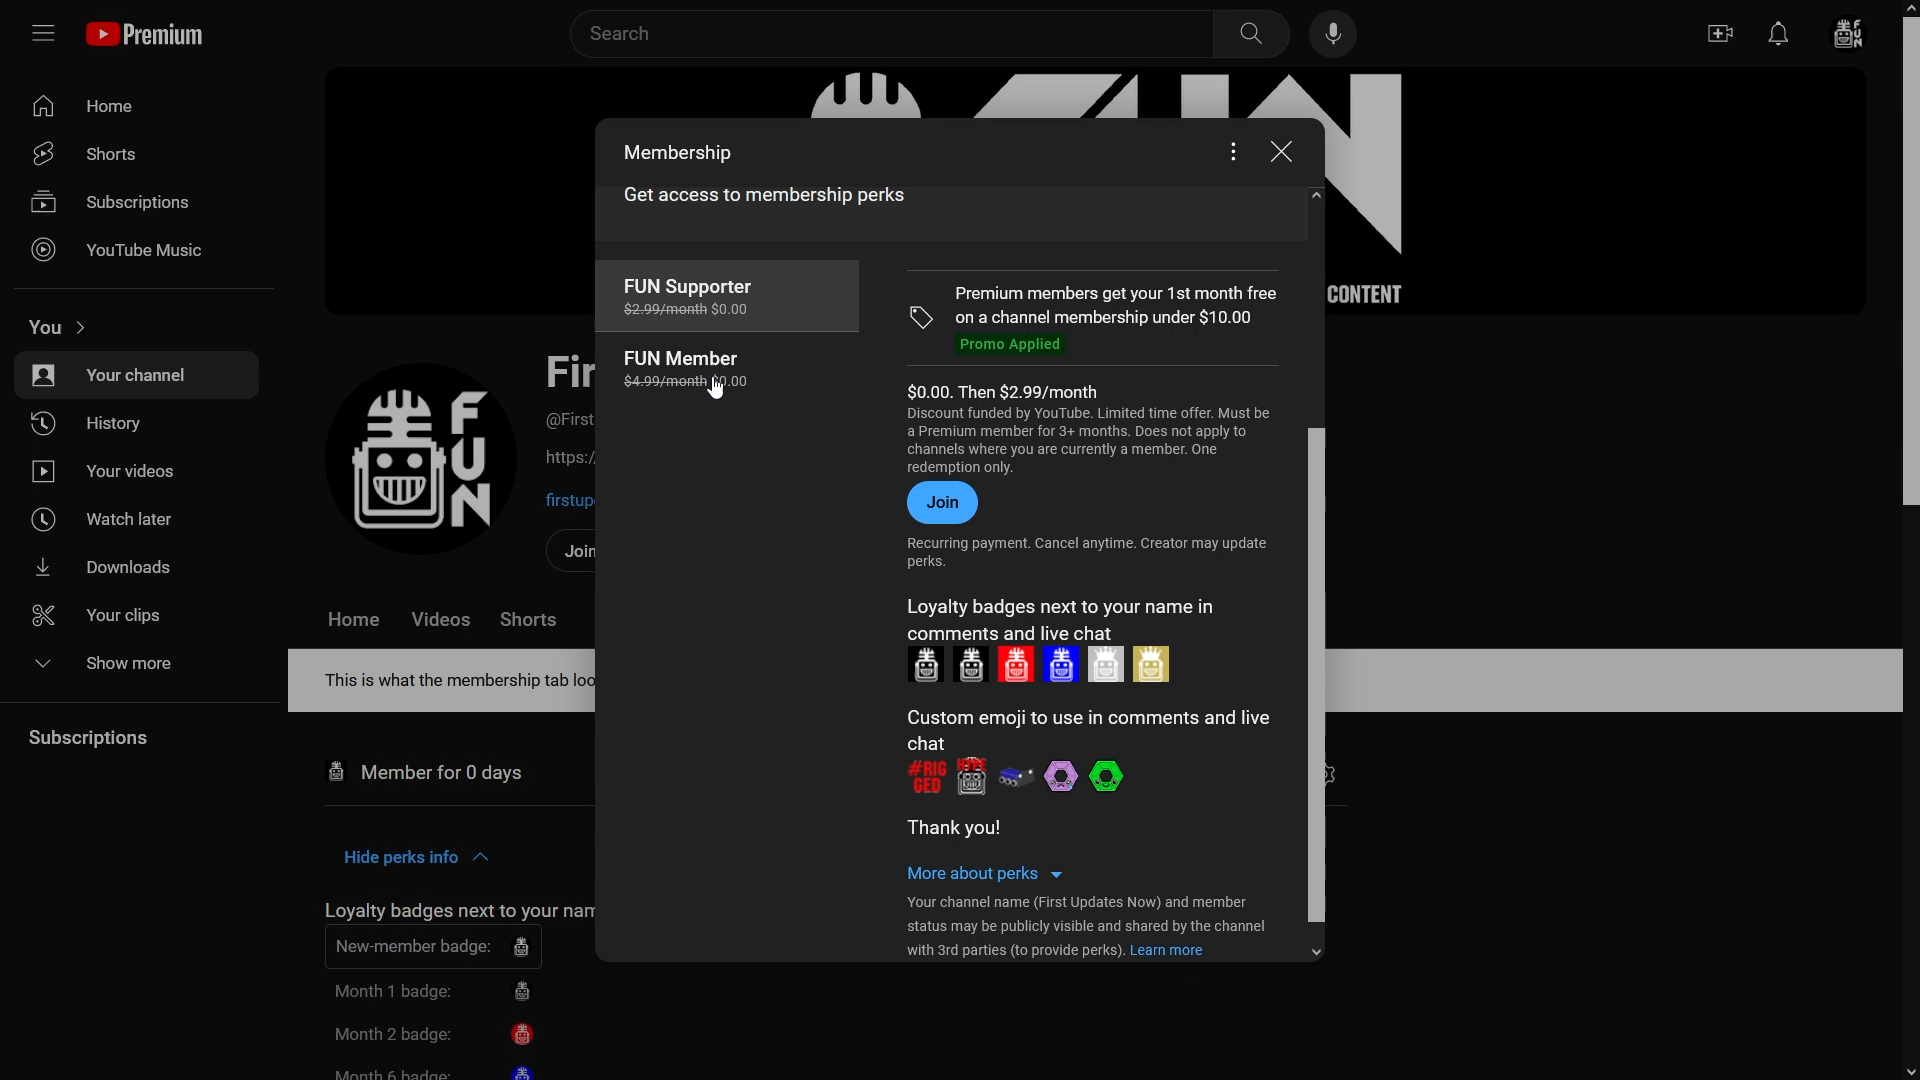 Premium
Search
Home
Shorts
Subscriptions
YouTube Music
You
Your channel
History
Your videos
Watch later
Downloads
Your clips
Show more
Subscriptions
CONTENT
FUN
@First
https:/
firstup
Join
Home Videos Shorts
This is what the membership tab loo
Member for 0 days
Hide perks info
Loyalty badges next to your nam
New-member badge:
Month 1 badge:
Month 2 badge:
Month 6 badge:
Membership
Get access to membership perks
FUN Supporter
$2.99/month $0.00
FUN Member
$4.99/month $0.00
Premium members get your 1st month free
on a channel membership under $10.00
Promo Applied
$0.00. Then $2.99/month
Discount funded by YouTube. Limited time offer. Must be
a Premium member for 3+ months. Does not apply to
channels where you are currently a member. One
redemption only.
Join
Recurring payment. Cancel anytime. Creator may update
perks.
Loyalty badges next to your name in
comments and live chat
Custom emoji to use in comments and live
chat
#RIG
GED
HYPE
Thank you!
More about perks
Your channel name (First Updates Now) and member
status may be publicly visible and shared by the channel
with 3rd parties (to provide perks). Learn more